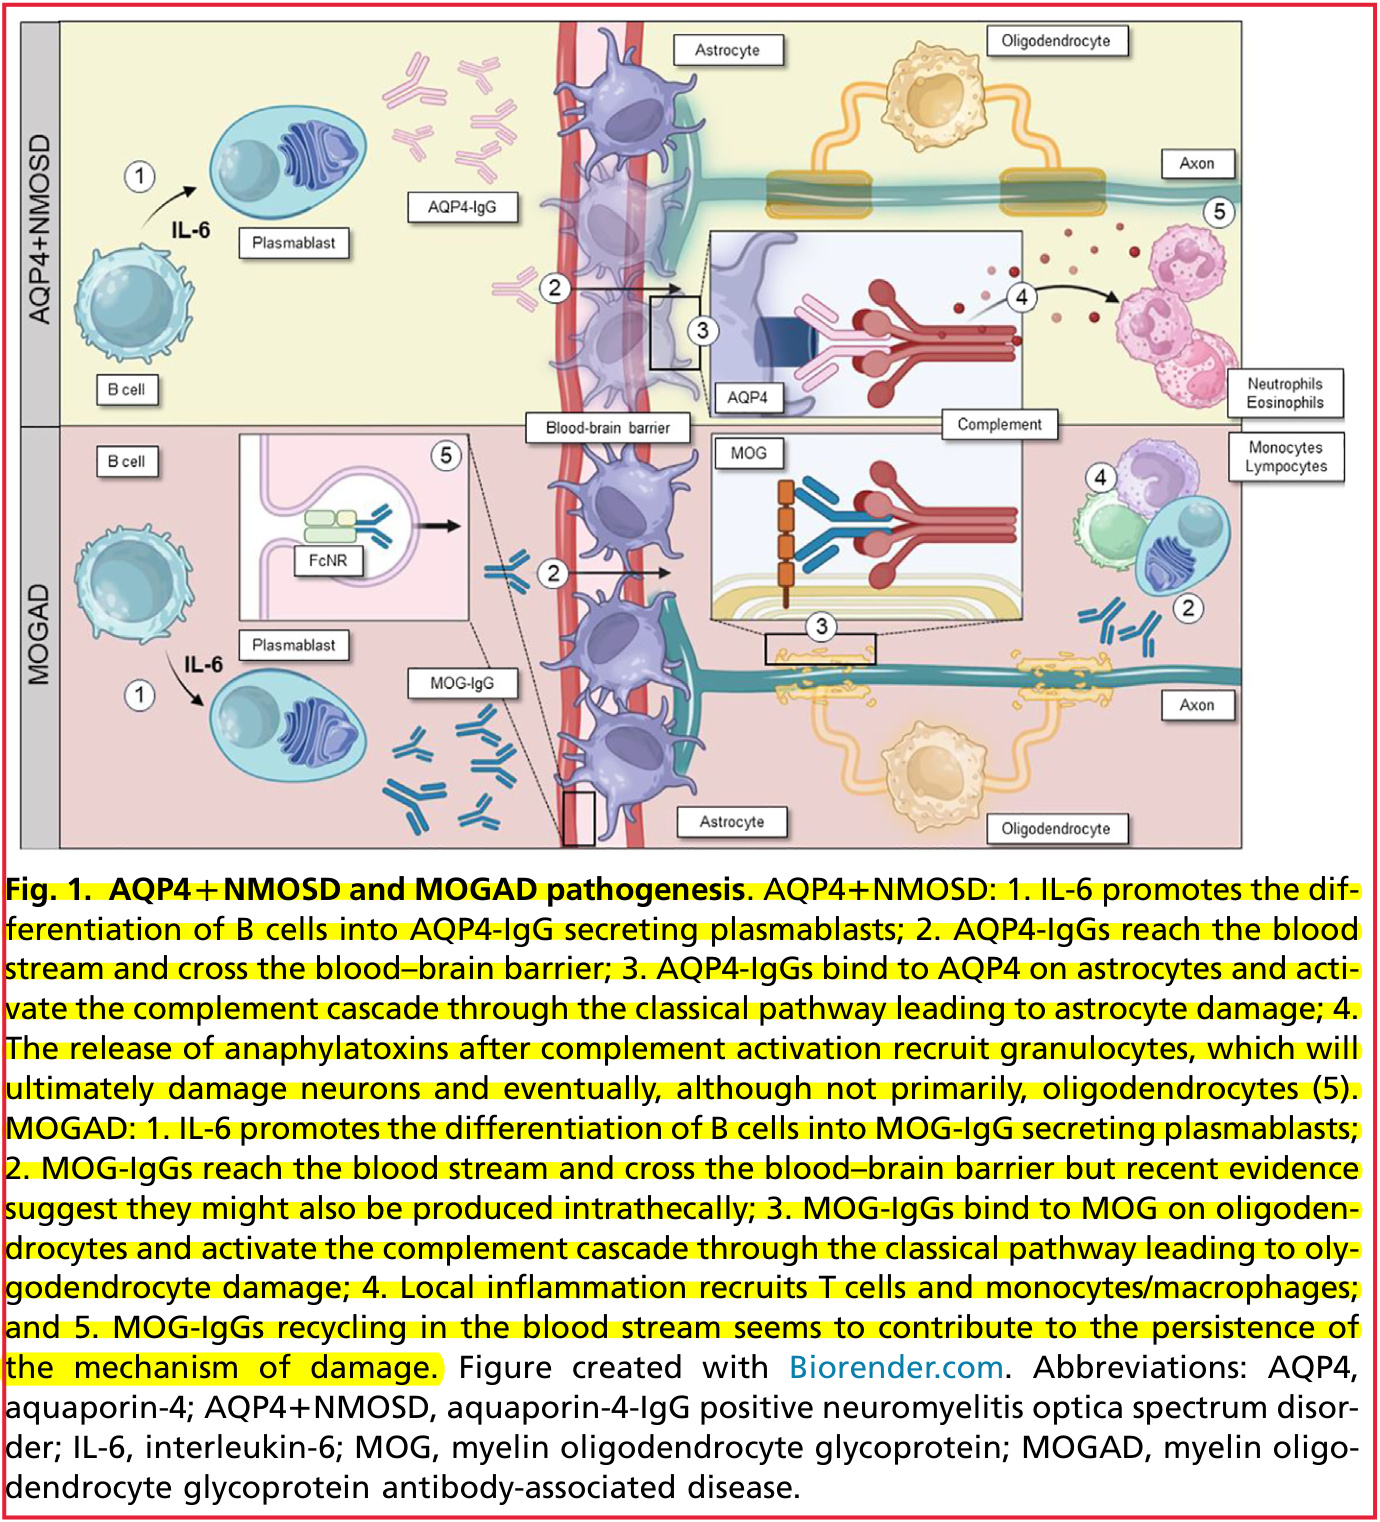 AQP4+NMOSD
1
IL-6
Plasmablast
B cell
AQP4-IgG
Astrocyte
Oligodendrocyte
Axon
2
3
AQP4
4
5
Neutrophils
Eosinophils
Blood-brain barrier
Complement
MOGAD
B cell
5
FcNR
Plasmablast
IL-6
1
MOG-IgG
2
MOG
3
4
Monocytes
Lympocytes
2
Axon
Astrocyte
Oligodendrocyte
Fig. 1. AQP4+NMOSD and MOGAD pathogenesis. AQP4+NMOSD: 1. IL-6 promotes the dif-
ferentiation of B cells into AQP4-IgG secreting plasmablasts; 2. AQP4-IgGs reach the blood
stream and cross the blood–brain barrier; 3. AQP4-IgGs bind to AQP4 on astrocytes and acti-
vate the complement cascade through the classical pathway leading to astrocyte damage; 4.
The release of anaphylatoxins after complement activation recruit granulocytes, which will
ultimately damage neurons and eventually, although not primarily, oligodendrocytes (5).
MOGAD: 1. IL-6 promotes the differentiation of B cells into MOG-IgG secreting plasmablasts;
2. MOG-IgGs reach the blood stream and cross the blood–brain barrier but recent evidence
suggest they might also be produced intrathecally; 3. MOG-IgGs bind to MOG on oligoden-
drocytes and activate the complement cascade through the classical pathway leading to oly-
godendrocyte damage; 4. Local inflammation recruits T cells and monocytes/macrophages;
and 5. MOG-IgGs recycling in the blood stream seems to contribute to the persistence of
the mechanism of damage. Figure created with Biorender.com. Abbreviations: AQP4,
aquaporin-4; AQP4+NMOSD, aquaporin-4-IgG positive neuromyelitis optica spectrum disor-
der; IL-6, interleukin-6; MOG, myelin oligodendrocyte glycoprotein; MOGAD, myelin oligo-
dendrocyte glycoprotein antibody-associated disease.